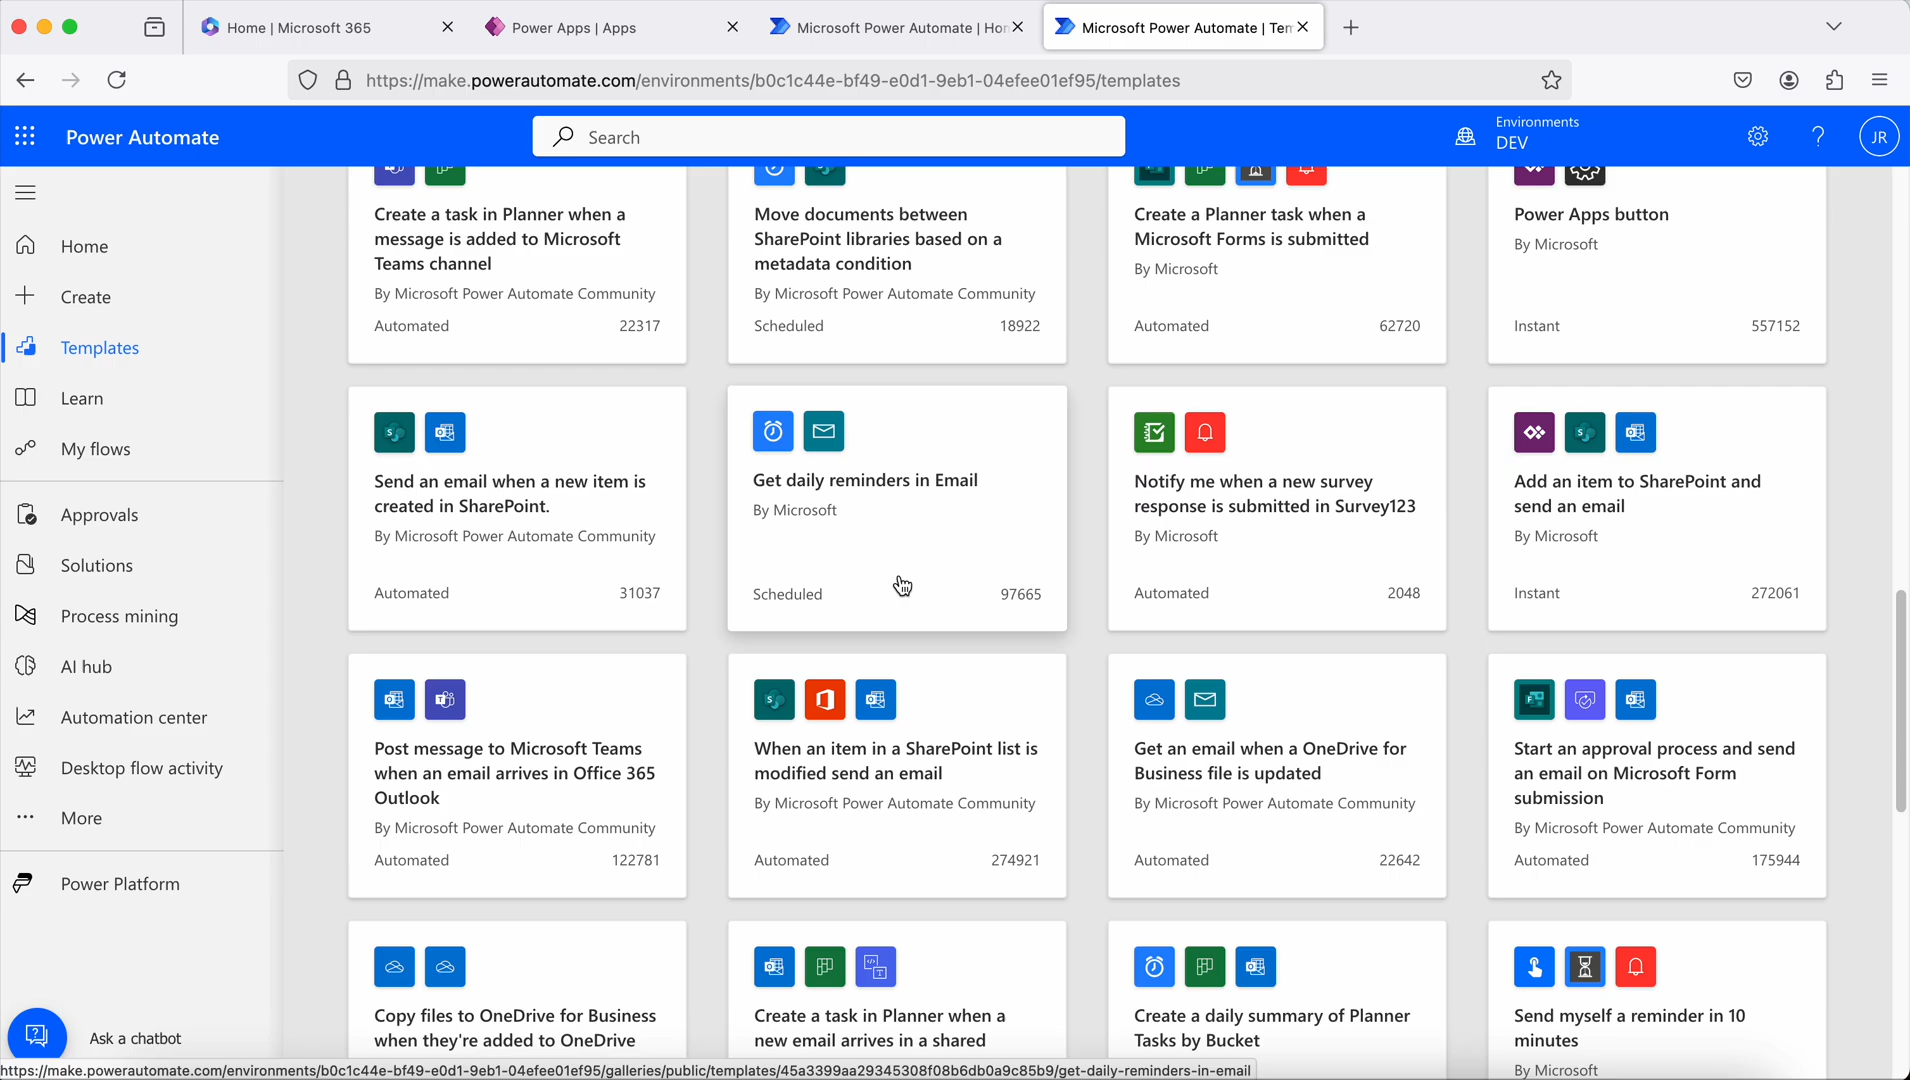 Home | Microsoft 365
Power Apps | Apps
Microsoft Power Automate | Hor
Microsoft Power Automate | Tem
https://make.powerautomate.com/environments/b0c1c44e-bf49-e0d1-9eb1-04efee01ef95/templates
Power Automate
Search
Environments
DEV
JR
Home
Create
Templates
Learn
My flows
Approvals
Solutions
Process mining
AI hub
Automation center
Desktop flow activity
More
Power Platform
Ask a chatbot
Create a task in Planner when a
message is added to Microsoft
Teams channel
By Microsoft Power Automate Community
Automated 22317
Move documents between
SharePoint libraries based on a
metadata condition
By Microsoft Power Automate Community
Scheduled 18922
Create a Planner task when a
Microsoft Forms is submitted
By Microsoft
Automated 62720
Power Apps button
By Microsoft
Instant 557152
Send an email when a new item is
created in SharePoint.
By Microsoft Power Automate Community
Automated 31037
Get daily reminders in Email
By Microsoft
Scheduled 97665
Notify me when a new survey
response is submitted in Survey123
By Microsoft
Automated 2048
Add an item to SharePoint and
send an email
By Microsoft
Instant 272061
Post message to Microsoft Teams
when an email arrives in Office 365
Outlook
By Microsoft Power Automate Community
Automated 122781
When an item in a SharePoint list is
modified send an email
By Microsoft Power Automate Community
Automated 274921
Get an email when a OneDrive for
Business file is updated
By Microsoft Power Automate Community
Automated 22642
Start an approval process and send
an email on Microsoft Form
submission
By Microsoft Power Automate Community
Automated 175944
Copy files to OneDrive for Business
when they're added to OneDrive
Create a task in Planner when a
new email arrives in a shared
Create a daily summary of Planner
Tasks by Bucket
Send myself a reminder in 10
minutes
By Microsoft
https://make.powerautomate.com/environments/b0c1c44e-bf49-e0d1-9eb1-04efee01ef95/galleries/public/templates/45a3399aa29345308f08b6db0a9c85b9/get-daily-reminders-in-email